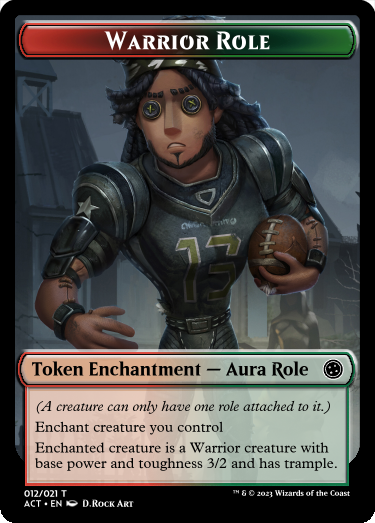 WARRIOR ROLE
13
Token Enchantment — Aura Role
(A creature can only have one role attached to it.)
Enchant creature you control
Enchanted creature is a Warrior creature with
base power and toughness 3/2 and has trample.
012/021 T
ACT • EN D.ROCK ART
™ & © 2023 Wizards of the Coast